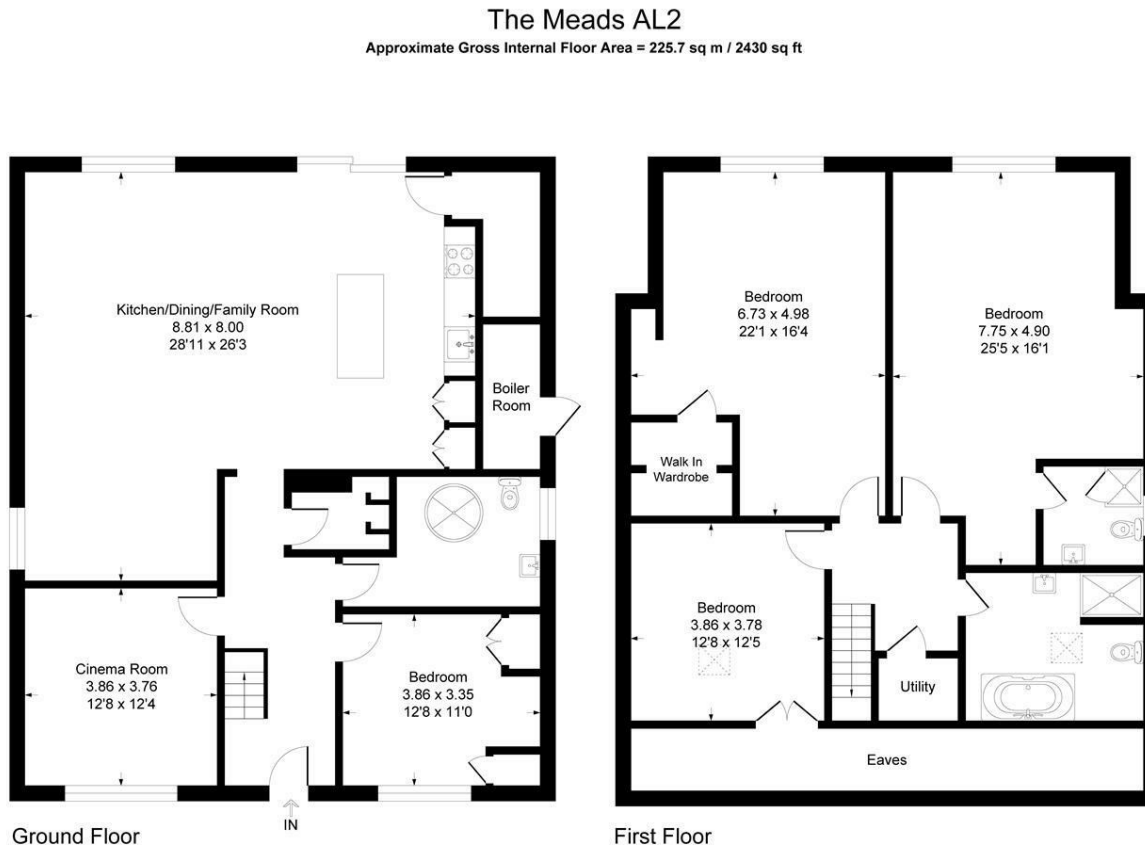 The Meads AL2
Approximate Gross Internal Floor Area = 225.7 sq m / 2430 sq ft
Kitchen/Dining/Family Room
8.81 x 8.00
28'11 x 26'3
Boiler
Room
Cinema Room
3.86 x 3.76
12'8 x 12'4
Bedroom
3.86 x 3.35
12'8 x 11'0
IN
Ground Floor
Bedroom
6.73 x 4.98
22'1 x 16'4
Bedroom
7.75 x 4.90
25'5 x 16'1
Walk In
Wardrobe
Bedroom
3.86 x 3.78
12'8 x 12'5
Utility
Eaves
First Floor